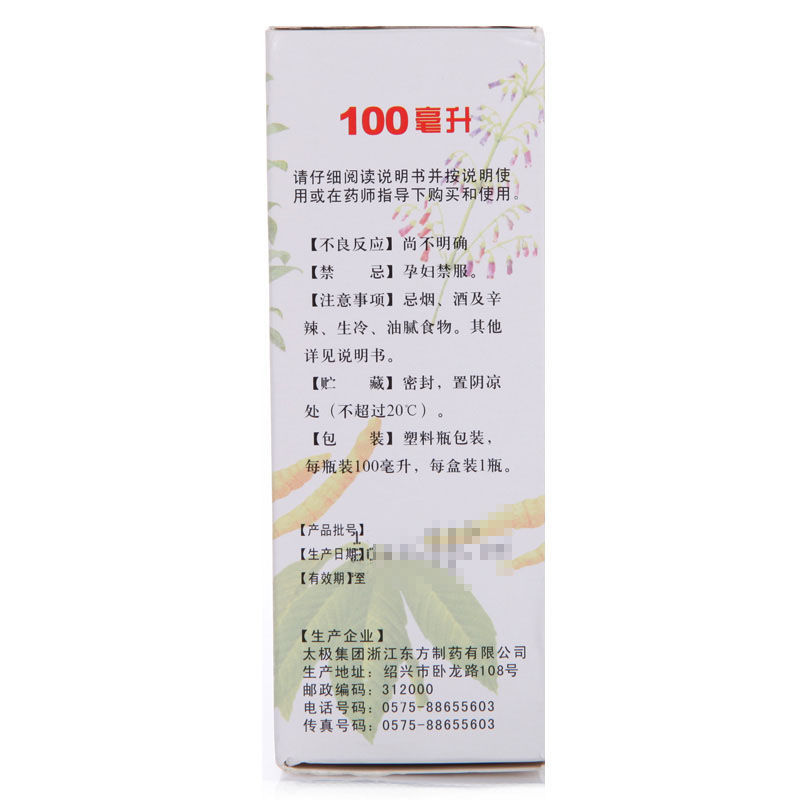 100毫升
请仔细阅读说明书并按说明使
用或在药师指导下购买和使用。
【不良反应】尚不明确
【禁　　忌】孕妇禁服。
【注意事项】忌烟、酒及辛
辣、生冷、油腻食物。其他
详见说明书。
【贮　　藏】密封，置阴凉
处（不超过20℃）。
【包　　装】塑料瓶包装，
每瓶装100毫升，每盒装1瓶。
【产品批号】
【生产日期】
【有效期】至
【生产企业】
太极集团浙江东方制药有限公司
生产地址：绍兴市卧龙路108号
邮政编码：312000
电话号码：0575-88655603
传真号码：0575-88655603